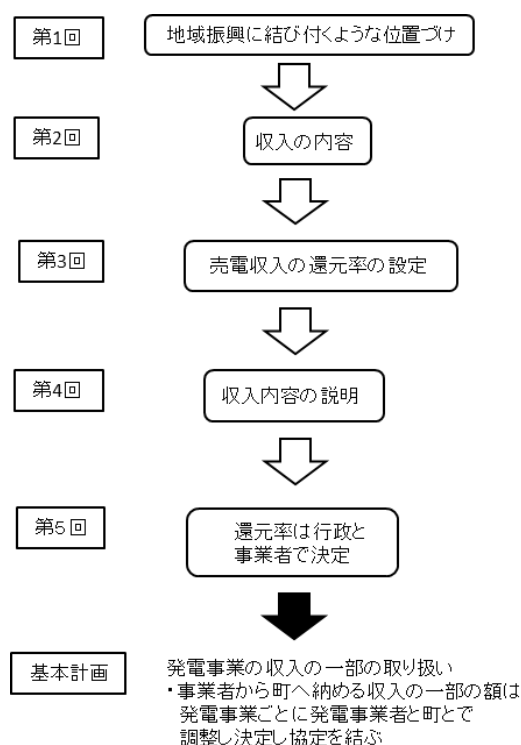 第1回
地域振興に結び付くような位置づけ
第2回
収入の内容
第3回
売電収入の還元率の設定
第4回
収入内容の説明
第5回
還元率は行政と
事業者で決定
基本計画
発電事業の収入の一部の取り扱い
・事業者から町へ納める収入の一部の額は
発電事業ごとに発電事業者と町とで
調整し決定し協定を結ぶ